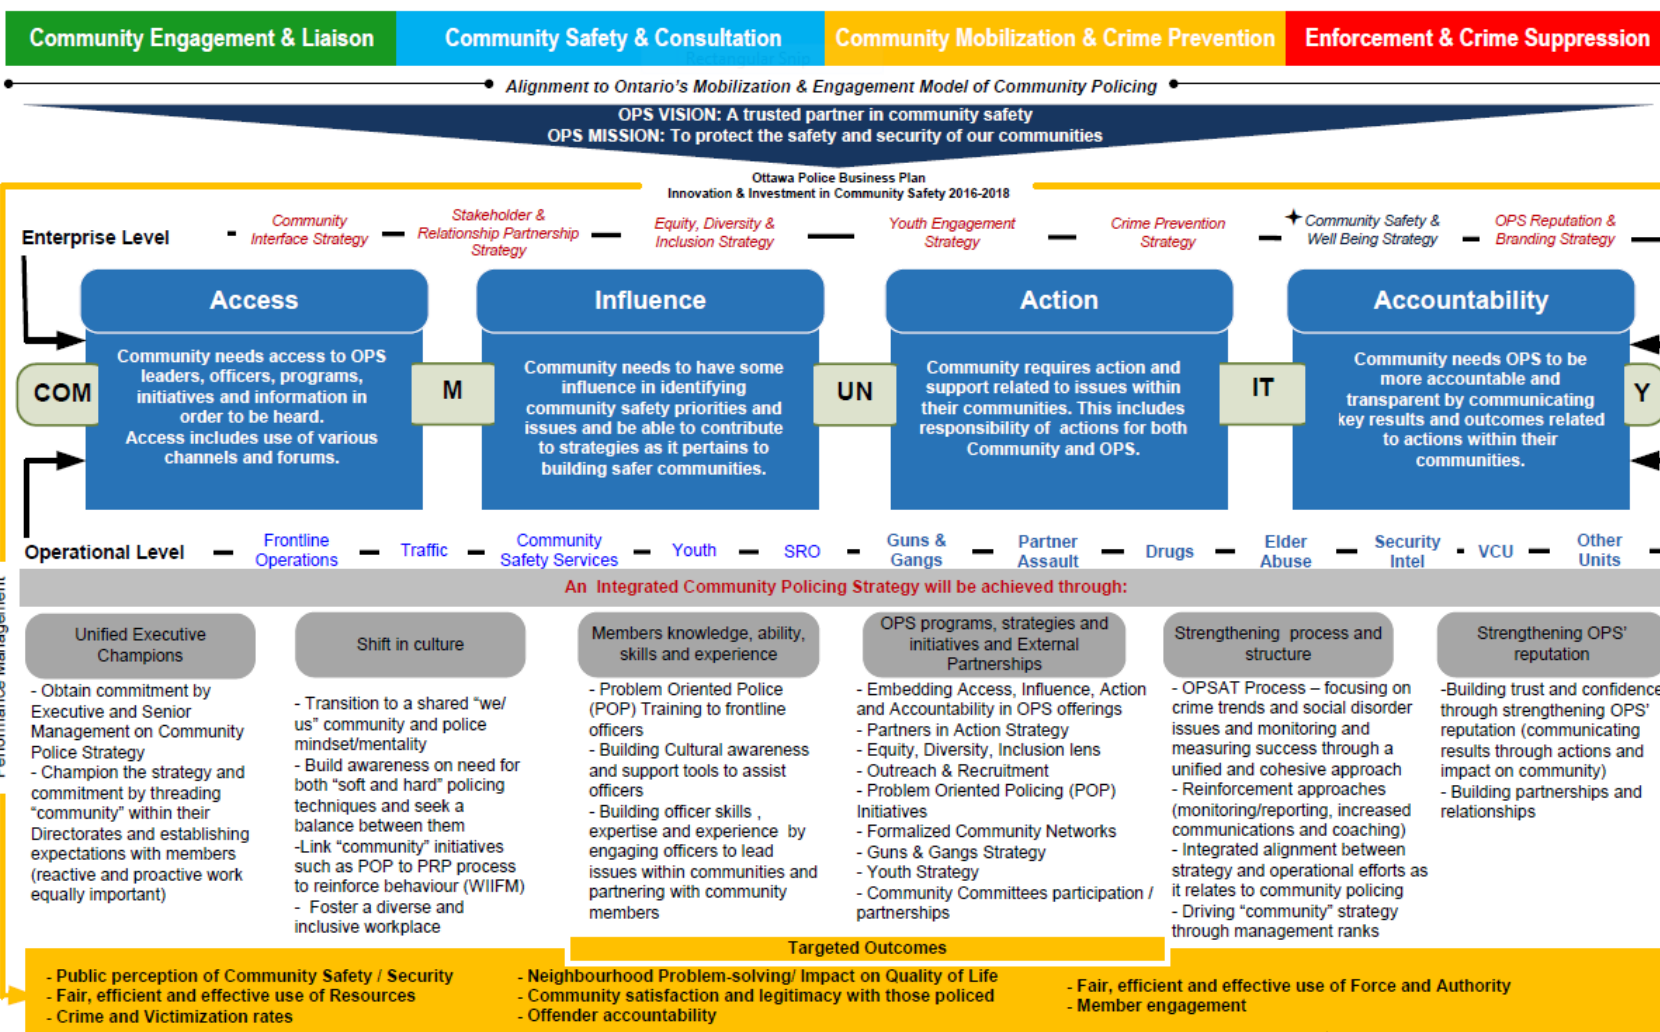 Community Engagement & Liaison
Community Safety & Consultation
Community Mobilization & Crime Prevention
Enforcement & Crime Suppression
Alignment to Ontario's Mobilization & Engagement Model of Community Policing
OPS VISION: A trusted partner in community safety
OPS MISSION: To protect the safety and security of our communities
Ottawa Police Business Plan
Innovation & Investment in Community Safety 2016-2018
Enterprise Level
Community
Interface Strategy
Stakeholder &
Relationship Partnership
Strategy
Equity, Diversity &
Inclusion Strategy
Youth Engagement
Strategy
Crime Prevention
Strategy
Community Safety &
Well Being Strategy
OPS Reputation &
Branding Strategy
Access
Community needs access to OPS
leaders, officers, programs,
initiatives and information in
order to be heard.
Access includes use of various
channels and forums.
Influence
Community needs to have some
influence in identifying
community safety priorities and
issues and be able to contribute
to strategies as it pertains to
building safer communities.
Action
Community requires action and
support related to issues within
their communities. This includes
responsibility of actions for both
Community and OPS.
Accountability
Community needs OPS to be
more accountable and
transparent by communicating
key results and outcomes related
to actions within their
communities.
COM
M
UN
IT
Y
Operational Level
Frontline
Operations
Traffic
Community
Safety Services
Youth
SRO
Guns &
Gangs
Partner
Assault
Drugs
Elder
Abuse
Security
Intel
VCU
Other
Units
Performance Management
An Integrated Community Policing Strategy will be achieved through:
Unified Executive
Champions
- Obtain commitment by
Executive and Senior
Management on Community
Police Strategy
- Champion the strategy and
commitment by threading
"community" within their
Directorates and establishing
expectations with members
(reactive and proactive work
equally important)
Shift in culture
- Transition to a shared "we/
us" community and police
mindset/mentality
- Build awareness on need for
both "soft and hard" policing
techniques and seek a
balance between them
-Link "community" initiatives
such as POP to PRP process
to reinforce behaviour (WIIFM)
- Foster a diverse and
inclusive workplace
Members knowledge, ability,
skills and experience
- Problem Oriented Police
(POP) Training to frontline
officers
- Building Cultural awareness
and support tools to assist
officers
- Building officer skills ,
expertise and experience by
engaging officers to lead
issues within communities and
partnering with community
members
OPS programs, strategies and
initiatives and External
Partnerships
- Embedding Access, Influence, Action
and Accountability in OPS offerings
- Partners in Action Strategy
- Equity, Diversity, Inclusion lens
- Outreach & Recruitment
- Problem Oriented Policing (POP)
Initiatives
- Formalized Community Networks
- Guns & Gangs Strategy
- Youth Strategy
- Community Committees participation /
partnerships
Strengthening process and
structure
- OPSAT Process – focusing on
crime trends and social disorder
issues and monitoring and
measuring success through a
unified and cohesive approach
- Reinforcement approaches
(monitoring/reporting, increased
communications and coaching)
- Integrated alignment between
strategy and operational efforts as
it relates to community policing
- Driving "community" strategy
through management ranks
Strengthening OPS'
reputation
-Building trust and confidence
through strengthening OPS'
reputation (communicating
results through actions and
impact on community)
- Building partnerships and
relationships
Targeted Outcomes
- Public perception of Community Safety / Security
- Fair, efficient and effective use of Resources
- Crime and Victimization rates
- Neighbourhood Problem-solving/ Impact on Quality of Life
- Community satisfaction and legitimacy with those policed
- Offender accountability
- Fair, efficient and effective use of Force and Authority
- Member engagement